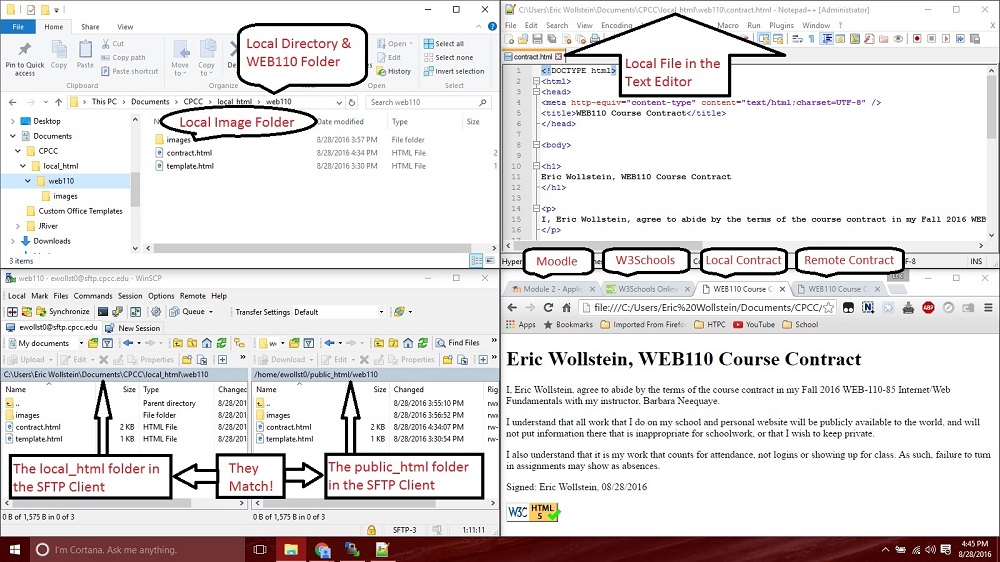 web110
File Home Share View
Pin to Quick access
Copy
Paste
Cut
Copy path
Paste shortcut
Clipboard
Organize
Open
Edit
History
Open
Select all
Select none
Invert selection
Select
Local Directory &
WEB110 Folder
This PC > Documents > CPCC > local_html > web110
Search web110
Local Image Folder
Date modified Type Size
Desktop
Documents
CPCC
local_html
web110
images
Custom Office Templates
JRiver
Downloads
images 8/28/2016 3:57 PM File folder
contract.html 8/28/2016 4:34 PM HTML File
template.html 8/28/2016 3:30 PM HTML File
3 items
C:\Users\Eric Wollstein\Documents\CPCC\local_html\web110\contract.html - Notepad++ [Administrator]
File Edit Search View Encoding Macro Run Plugins Window ?
contract.html
Local File in the
Text Editor
1 <!DOCTYPE html>
2 <html>
3 <head>
4 <meta http-equiv="content-type" content="text/html;charset=UTF-8" />
5 <title>WEB110 Course Contract</title>
6 </head>
7
8 <body>
9
10 <h1>
11 Eric Wollstein, WEB110 Course Contract
12 </h1>
13
14 <p>
15 I, Eric Wollstein, agree to abide by the terms of the course contract in my Fall 2016 WEB
16 </p>
INS
Moodle
W3Schools
Local Contract
Remote Contract
web110 - ewollst0@sftp.cpcc.edu - WinSCP
Local Mark Files Commands Session Options Remote Help
Synchronize
Queue
Transfer Settings Default
ewollst0@sftp.cpcc.edu New Session
My documents
Find Files
Upload Edit Properties
Download Edit Properties
C:\Users\Eric Wollstein\Documents\CPCC\local_html\web110
/home/ewollst0/public_html/web110
Name Size Type Changed
.. Parent directory 8/28/201
images File folder 8/28/201
contract.html 2 KB HTML File 8/28/201
template.html 1 KB HTML File 8/28/201
Name Size Changed
.. 8/28/2016 3:55:10 PM
images 8/28/2016 3:56:52 PM
contract.html 2 KB 8/28/2016 4:34:07 PM
template.html 1 KB 8/28/2016 3:30:54 PM
The local_html folder in
the SFTP Client
They
Match!
The public_html folder
in the SFTP Client
0 B of 1,575 B in 0 of 3
0 B of 1,575 B in 0 of 3
SFTP-3
1:11:11
Module 2 - Applic
W3Schools Online
WEB110 Course C
WEB110 Course C
file:///C:/Users/Eric%20Wollstein/Documents/CPCC/
Apps Bookmarks Imported From Firefo HTPC YouTube School
Eric Wollstein, WEB110 Course Contract
I, Eric Wollstein, agree to abide by the terms of the course contract in my Fall 2016 WEB-110-85 Internet/Web
Fundamentals with my instructor, Barbara Neequaye.
I understand that all work that I do on my school and personal website will be publicly available to the world, and will
not put information there that is inappropriate for schoolwork, or that I wish to keep private.
I also understand that it is my work that counts for attendance, not logins or showing up for class. As such, failure to turn
in assignments may show as absences.
Signed: Eric Wollstein, 08/28/2016
W3C HTML
5
I'm Cortana. Ask me anything.
4:45 PM
8/28/2016